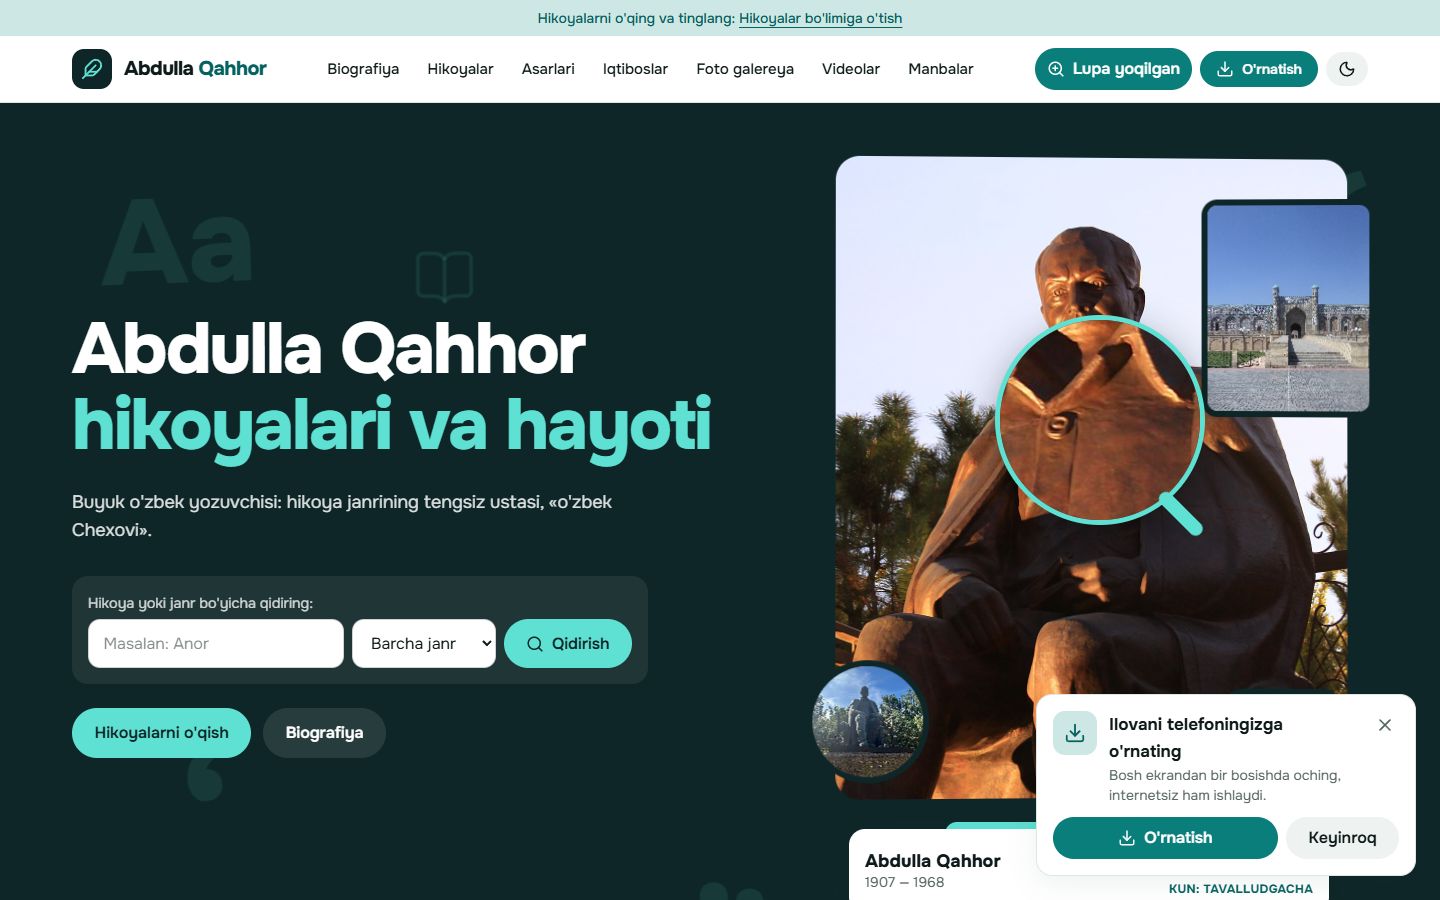 Hikoyalarni o'qing va tinglang: Hikoyalar bo'limiga o'tish
Abdulla Qahhor
Biografiya
Hikoyalar
Asarlari
Iqtiboslar
Foto galereya
Videolar
Manbalar
Lupa yoqilgan
O'rnatish
Aa
Abdulla Qahhor
hikoyalari va hayoti
Buyuk o'zbek yozuvchisi: hikoya janrining tengsiz ustasi, «o'zbek
Chexovi».
Hikoya yoki janr bo'yicha qidiring:
Masalan: Anor
Barcha janr
Qidirish
Hikoyalarni o'qish
Biografiya
Ilovani telefoningizga
o'rnating
Bosh ekrandan bir bosishda oching,
internetsiz ham ishlaydi.
O'rnatish
Keyinroq
Abdulla Qahhor
1907 — 1968
KUN: TAVALLUDGACHA